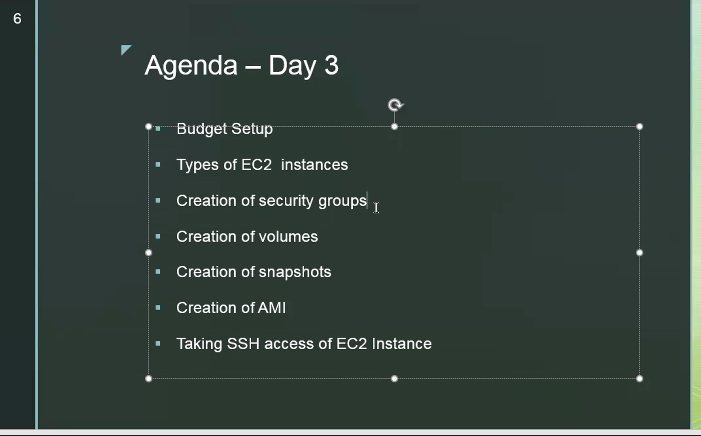 6
Agenda – Day 3
Budget Setup
Types of EC2 instances
Creation of security groups
Creation of volumes
Creation of snapshots
Creation of AMI
Taking SSH access of EC2 Instance